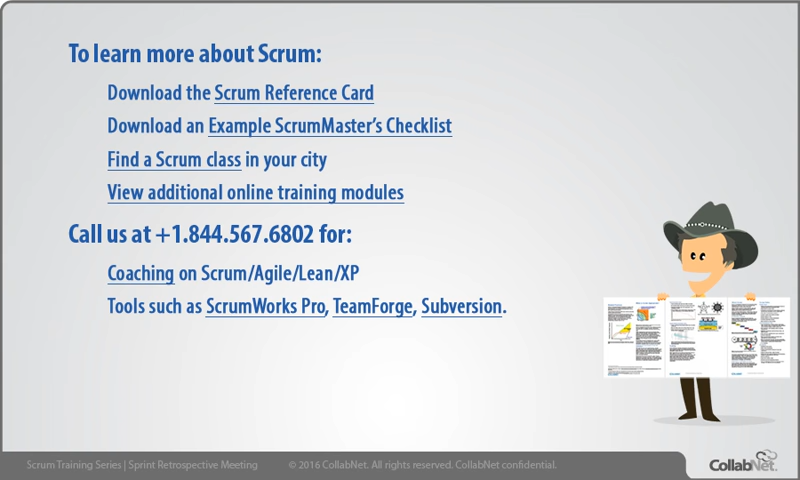 To learn more about Scrum:
Download the Scrum Reference Card
Download an Example ScrumMaster's Checklist
Find a Scrum class in your city
View additional online training modules
Call us at +1.844.567.6802 for:
Coaching on Scrum/Agile/Lean/XP
Tools such as ScrumWorks Pro, TeamForge, Subversion.
Scrum Training Series | Sprint Retrospective Meeting © 2016 CollabNet. All rights reserved. CollabNet confidential.
CollabNet.